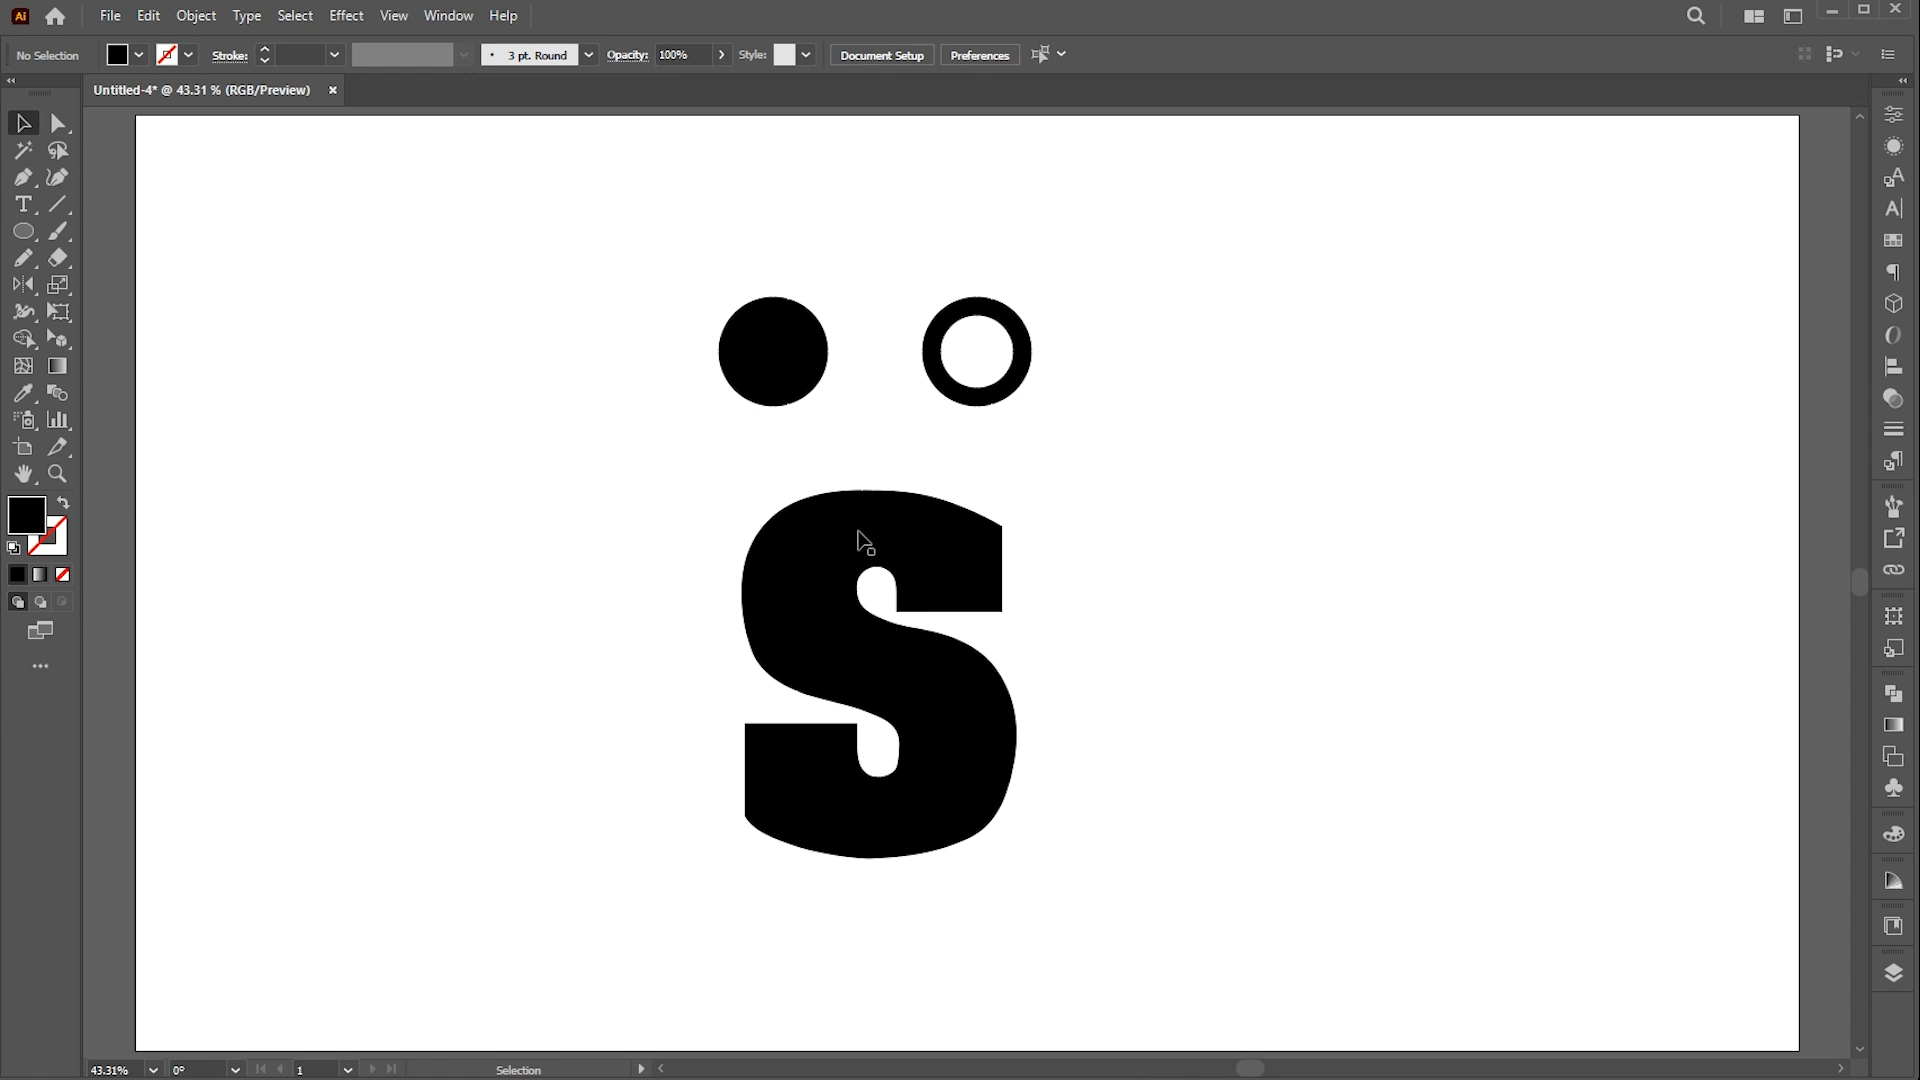 Ai File Edit Object Type Select Effect View Window Help
No Selection Stroke: 3 pt. Round Opacity: 100% Style: Document Setup Preferences
Untitled-4* @ 43.31 % (RGB/Preview) ×
S
43.31% 0° 1 Selection